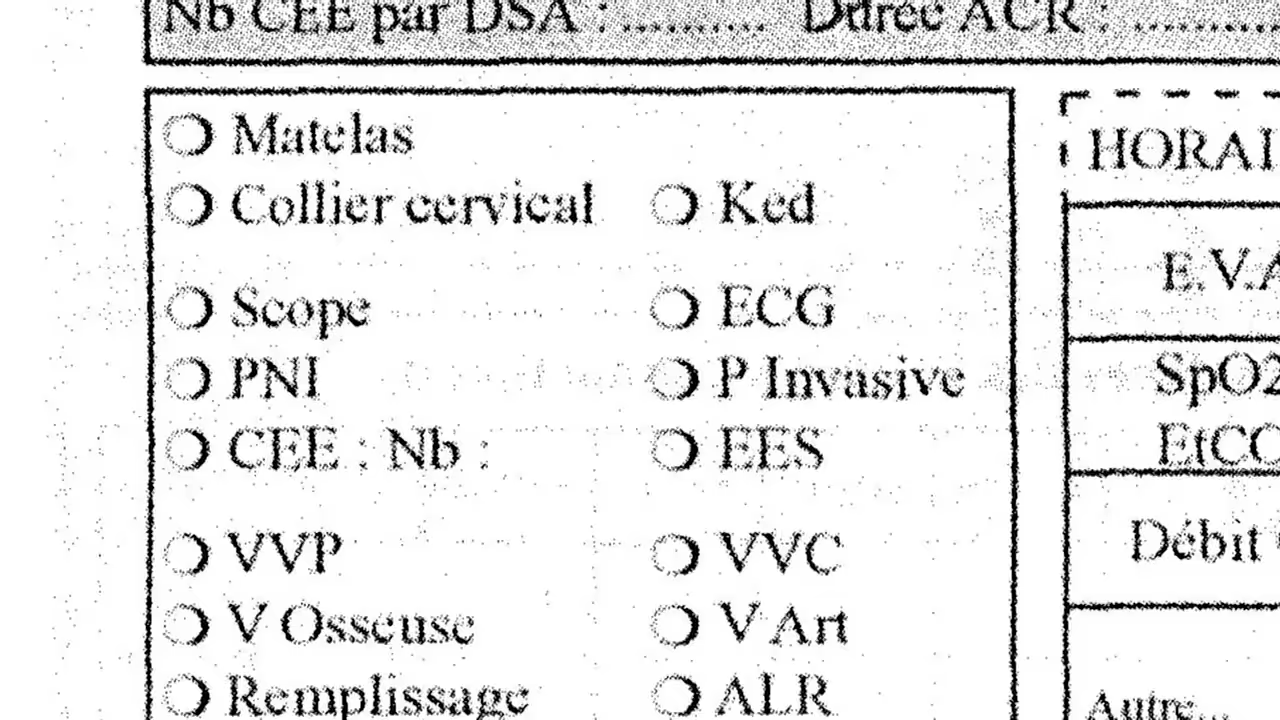 Nb CEE par DSA : .......... Durée ACR : ............
Matelas
Collier cervical Ked
Scope ECG
PNI P Invasive
CEE : Nb : EES
VVP VVC
V Osseuse V Art
Remplissage ALR
HORAI
E.V.A
SpO2
EtCO
Débit
Autre...